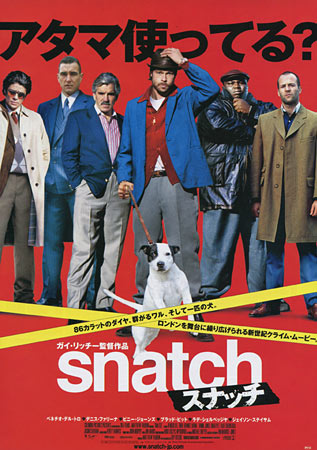 アタマ使ってる?
86カラットのダイヤ。群がるワル。そして一匹の犬。
ロンドンを舞台に繰り広げられる新世紀クライム・ムービー。
ガイ・リッチー監督作品
snatch
スナッチ
ベネチオ・デル・トロ • デニス・ファリーナ • ビニー・ジョーンズ • ブラッド・ピット • ラデ・シェルベッジア • ジェイソン・ステイサム
www.snatch-jp.com